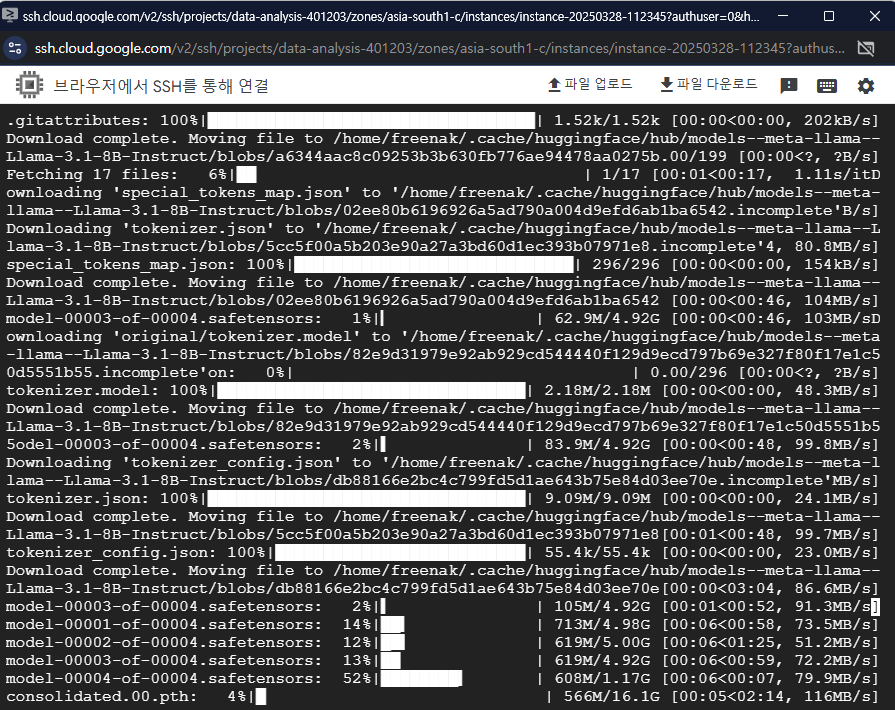 ssh.cloud.google.com/v2/ssh/projects/data-analysis-401203/zones/asia-south1-c/instances/instance-20250328-112345?authuser=0&h...
ssh.cloud.google.com/v2/ssh/projects/data-analysis-401203/zones/asia-south1-c/instances/instance-20250328-112345?authus...
브라우저에서 SSH를 통해 연결 파일 업로드 파일 다운로드
.gitattributes: 100%| | 1.52k/1.52k [00:00<00:00, 202kB/s]
Download complete. Moving file to /home/freenak/.cache/huggingface/hub/models--meta-llama--
Llama-3.1-8B-Instruct/blobs/a6344aac8c09253b3b630fb776ae94478aa0275b.00/199 [00:00<?, ?B/s]
Fetching 17 files:   6%| | 1/17 [00:01<00:17,  1.11s/itD
ownloading 'special_tokens_map.json' to '/home/freenak/.cache/huggingface/hub/models--meta-
llama--Llama-3.1-8B-Instruct/blobs/02ee80b6196926a5ad790a004d9efd6ab1ba6542.incomplete'B/s]
Downloading 'tokenizer.json' to '/home/freenak/.cache/huggingface/hub/models--meta-llama--L
lama-3.1-8B-Instruct/blobs/5cc5f00a5b203e90a27a3bd60d1ec393b07971e8.incomplete'4, 80.8MB/s]
special_tokens_map.json: 100%| | 296/296 [00:00<00:00, 154kB/s]
Download complete. Moving file to /home/freenak/.cache/huggingface/hub/models--meta-llama--
Llama-3.1-8B-Instruct/blobs/02ee80b6196926a5ad790a004d9efd6ab1ba6542 [00:00<00:46, 104MB/s]
model-00003-of-00004.safetensors:   1%| | 62.9M/4.92G [00:00<00:46, 103MB/sD
ownloading 'original/tokenizer.model' to '/home/freenak/.cache/huggingface/hub/models--meta
-llama--Llama-3.1-8B-Instruct/blobs/82e9d31979e92ab929cd544440f129d9ecd797b69e327f80f17e1c5
0d5551b55.incomplete'on:   0%| | 0.00/296 [00:00<?, ?B/s]
tokenizer.model: 100%| | 2.18M/2.18M [00:00<00:00, 48.3MB/s]
Download complete. Moving file to /home/freenak/.cache/huggingface/hub/models--meta-llama--
Llama-3.1-8B-Instruct/blobs/82e9d31979e92ab929cd544440f129d9ecd797b69e327f80f17e1c50d5551b5
5odel-00003-of-00004.safetensors:   2%| | 83.9M/4.92G [00:00<00:48, 99.8MB/s]
Downloading 'tokenizer_config.json' to '/home/freenak/.cache/huggingface/hub/models--meta-l
lama--Llama-3.1-8B-Instruct/blobs/db88166e2bc4c799fd5d1ae643b75e84d03ee70e.incomplete'MB/s]
tokenizer.json: 100%| | 9.09M/9.09M [00:00<00:00, 24.1MB/s]
Download complete. Moving file to /home/freenak/.cache/huggingface/hub/models--meta-llama--
Llama-3.1-8B-Instruct/blobs/5cc5f00a5b203e90a27a3bd60d1ec393b07971e8[00:01<00:48, 99.7MB/s]
tokenizer_config.json: 100%| | 55.4k/55.4k [00:00<00:00, 23.0MB/s]
Download complete. Moving file to /home/freenak/.cache/huggingface/hub/models--meta-llama--
Llama-3.1-8B-Instruct/blobs/db88166e2bc4c799fd5d1ae643b75e84d03ee70e[00:00<03:04, 86.6MB/s]
model-00003-of-00004.safetensors:   2%| | 105M/4.92G [00:01<00:52, 91.3MB/s]
model-00001-of-00004.safetensors:  14%| | 713M/4.98G [00:06<00:58, 73.5MB/s]
model-00002-of-00004.safetensors:  12%| | 619M/5.00G [00:06<01:25, 51.2MB/s]
model-00003-of-00004.safetensors:  13%| | 619M/4.92G [00:06<00:59, 72.2MB/s]
model-00004-of-00004.safetensors:  52%| | 608M/1.17G [00:06<00:07, 79.9MB/s]
consolidated.00.pth:   4%| | 566M/16.1G [00:05<02:14, 116MB/s]